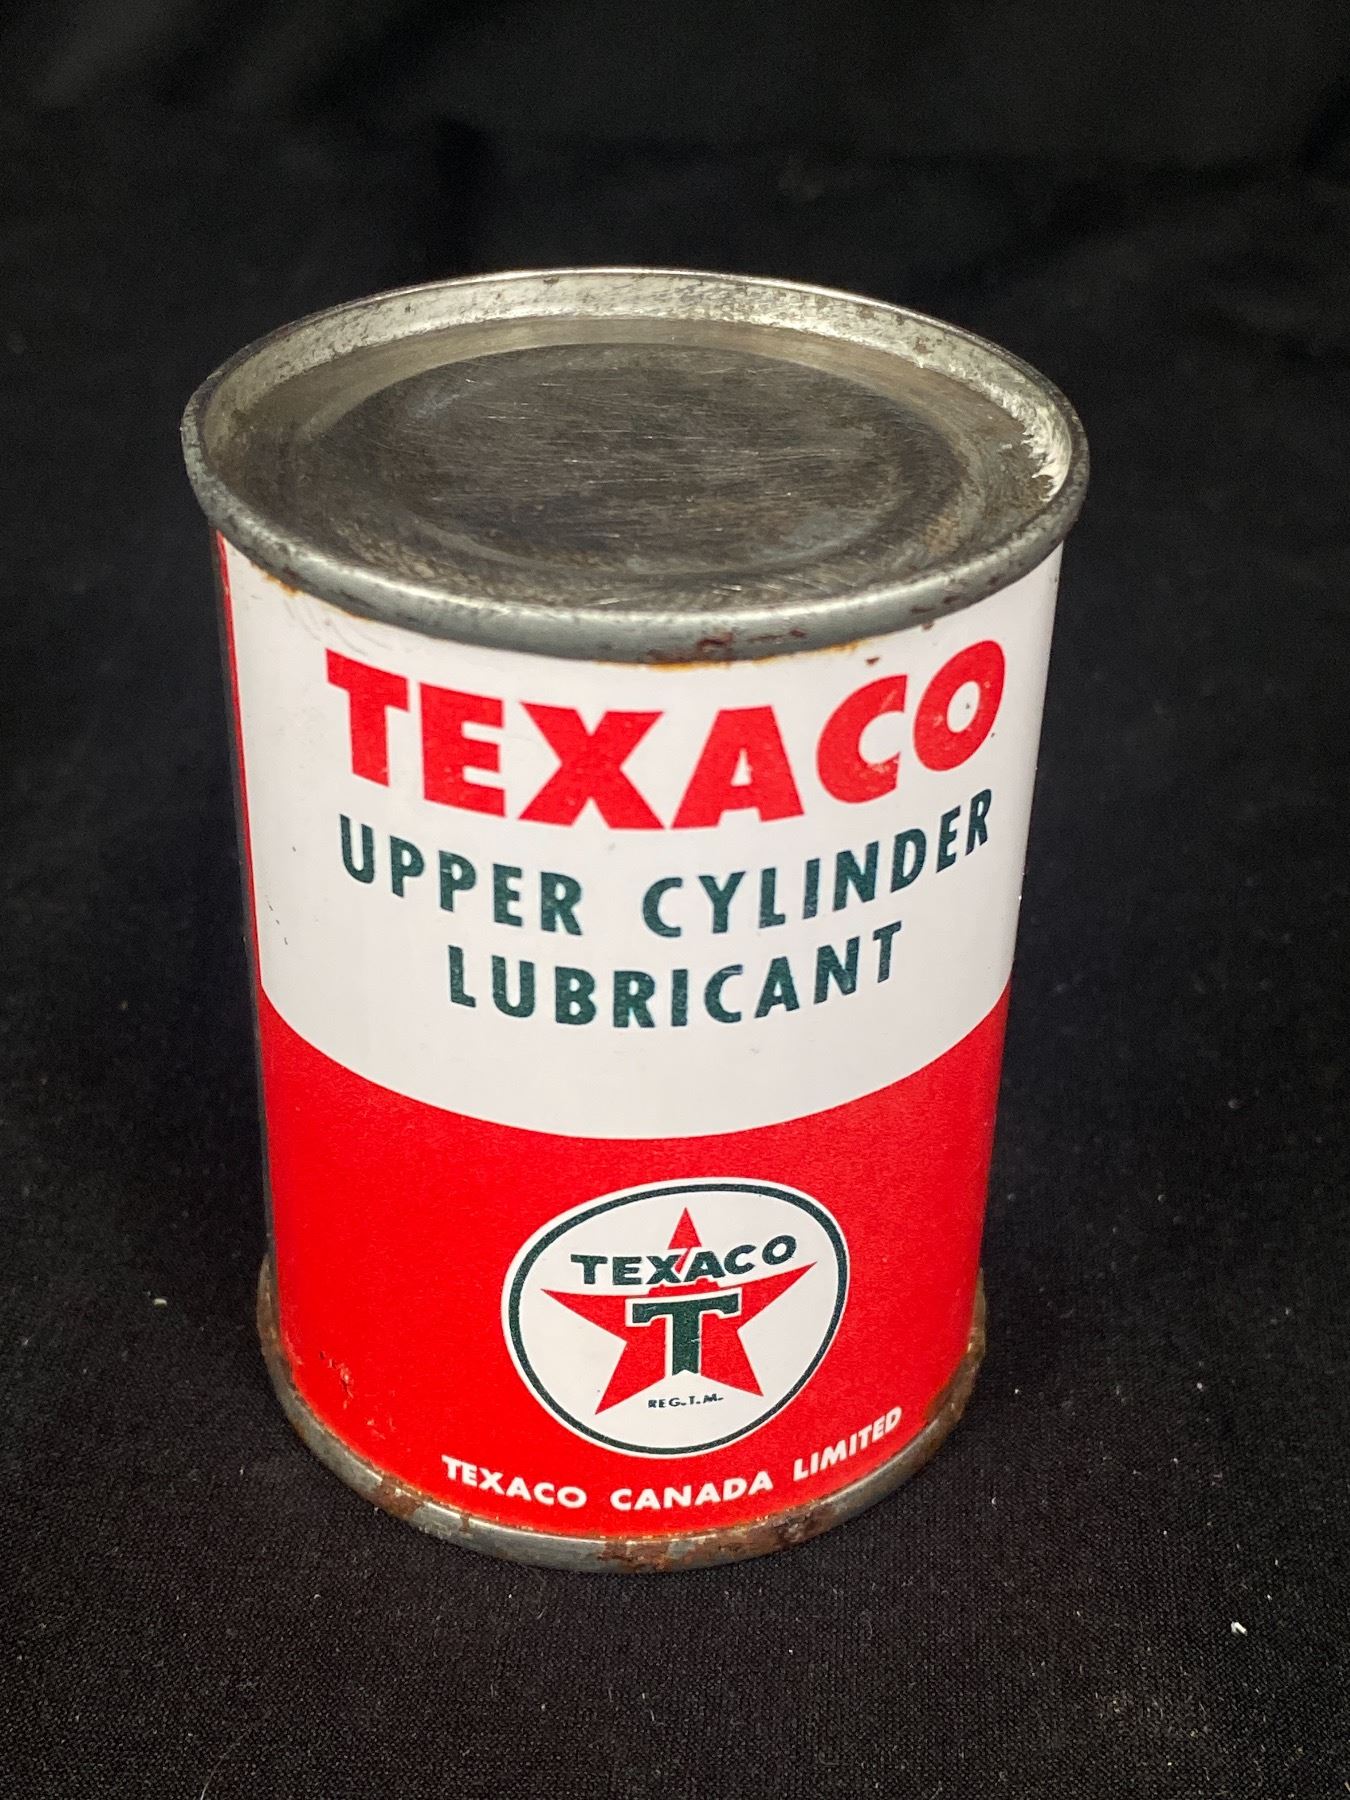 TEXACO
UPPER CYLINDER
LUBRICANT
TEXACO
T
REG. T. M.
TEXACO CANADA LIMITED